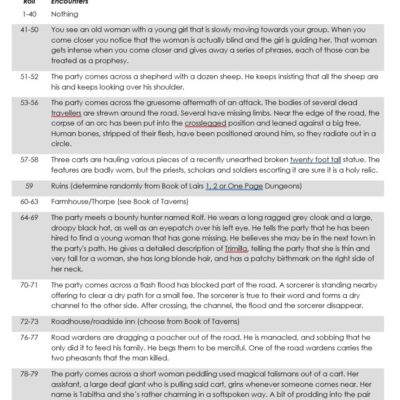 Roll Encounters
1-40 Nothing
41-50 You see an old woman with a young girl that is slowly moving towards your group. When you
come closer you notice that the woman is actually blind and the girl is guiding her. That woman
gets intense when you come closer and gives away a series of phrases, each of those can be
treated as a prophecy.
51-52 The party comes across a shepherd with a dozen sheep. He keeps insisting that all the sheep are
his and keeps looking over his shoulder.
53-56 The party comes across the gruesome aftermath of an attack. The bodies of several dead
travellers are strewn around the road. Several have missing limbs. Near the edge of the road, the
corpse of an orc has been put into the crosslegged position and leaned against a big tree.
Human bones, stripped of their flesh, have been positioned around him, so they radiate out in a
circle.
57-58 Three carts are hauling various pieces of a recently unearthed broken twenty foot tall statue. The
features are badly worn, but the priests, scholars and soldiers escorting it are sure it is a holy relic.
59 Ruins (determine randomly from Book of Lairs 1, 2 or One Page Dungeons)
60-63 Farmhouse/Thorpe (see Book of Taverns)
64-69 The party meets a bounty hunter named Rolf. He wears a long ragged grey cloak and a large,
droopy black hat, as well as an eyepatch over his left eye. He tells the party that he has been
hired to find a young woman that has gone missing. He believes she may be in the next town in
the party's path. He gives a detailed description of Trimilla, telling the party that she is thin and
very tall for a woman, she has long blonde hair, and has a patchy birthmark on the right side of
her neck.
70-71 The party comes across a flash flood has blocked part of the road. A sorcerer is standing nearby
offering to clear a dry path for a small fee. The sorcerer is true to their word and forms a dry
channel to the other side. After crossing, the channel, the flood and the sorcerer disappear.
72-73 Roadhouse/roadside inn (choose from Book of Taverns)
76-77 Road wardens are dragging a poacher out of the road. He is manacled, and sobbing that he
only did it to feed his family. He begs them to be merciful. One of the road wardens carries the
two pheasants that the man killed.
78-79 The party comes across a short woman peddling used magical talismans out of a cart. Her
assistant, a large deaf giant who is pulling said cart, grins whenever someone comes near. Her
name is Tabitha and she's rather charming in a softspoken way. A bit of prodding into the pair